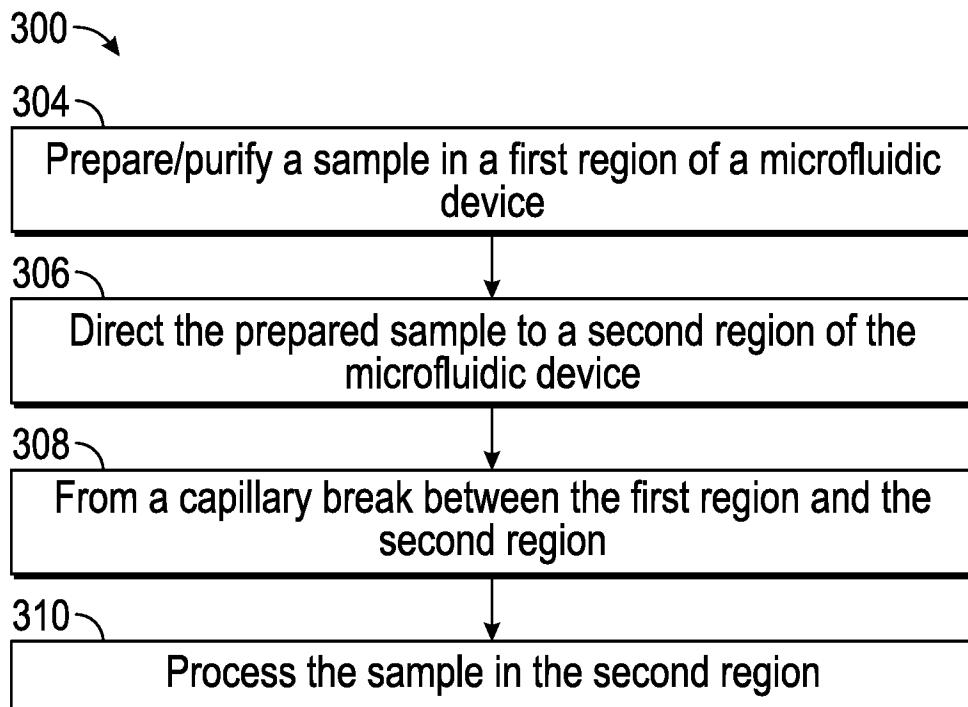 300
304
Prepare/purify a sample in a first region of a microfluidic
device
306
Direct the prepared sample to a second region of the
microfluidic device
308
From a capillary break between the first region and the
second region
310
Process the sample in the second region